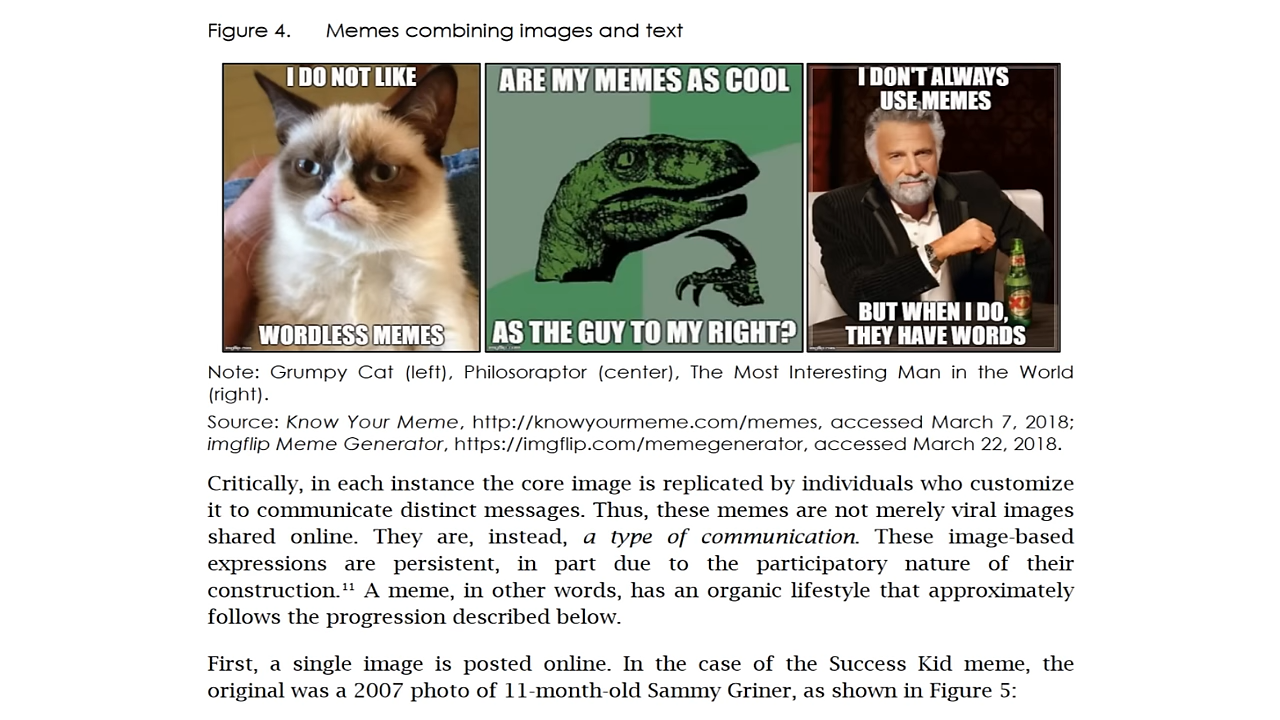 Figure 4. Memes combining images and text
I DO NOT LIKE
WORDLESS MEMES
imgflip.com
ARE MY MEMES AS COOL
AS THE GUY TO MY RIGHT?
imgflip.com
I DON'T ALWAYS
USE MEMES
BUT WHEN I DO,
THEY HAVE WORDS
imgflip.com
Note: Grumpy Cat (left), Philosoraptor (center), The Most Interesting Man in the World
(right).
Source: Know Your Meme, http://knowyourmeme.com/memes, accessed March 7, 2018;
imgflip Meme Generator, https://imgflip.com/memegenerator, accessed March 22, 2018.
Critically, in each instance the core image is replicated by individuals who customize
it to communicate distinct messages. Thus, these memes are not merely viral images
shared online. They are, instead, a type of communication. These image-based
expressions are persistent, in part due to the participatory nature of their
construction.¹¹ A meme, in other words, has an organic lifestyle that approximately
follows the progression described below.
First, a single image is posted online. In the case of the Success Kid meme, the
original was a 2007 photo of 11-month-old Sammy Griner, as shown in Figure 5: